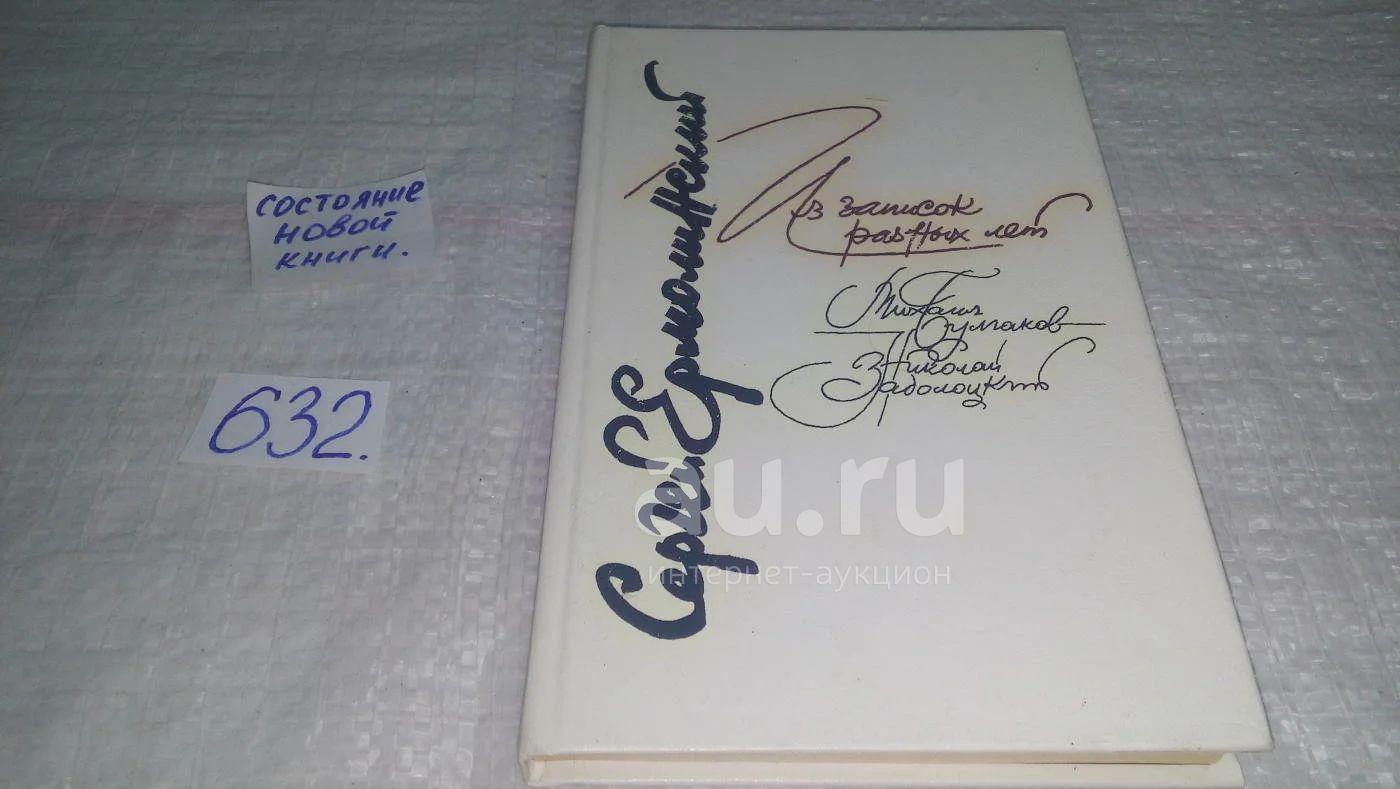 состояние
новой
книги.
632.
Сергей Ермолинский
Из записок
разных лет
Михаил
Булгаков
Николай
Заболоцкий
au.ru
интернет-аукцион